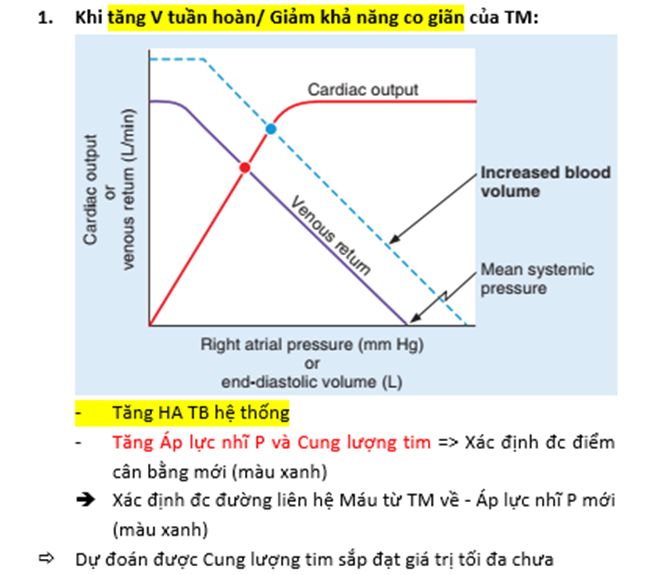 1. Khi tăng V tuần hoàn/ Giảm khả năng co giãn của TM:
Cardiac output
Cardiac output
or
venous retum (L/min)
Increased blood
volume
Venous retum
Mean systemic
pressure
Right atrial pressure (mm Hg)
or
end-diastolic volume (L)
- Tăng HA TB hệ thống
- Tăng Áp lực nhĩ P và Cung lượng tim => Xác định đc điểm
cân bằng mới (màu xanh)
➔ Xác định đc đường liên hệ Máu từ TM về - Áp lực nhĩ P mới
(màu xanh)
⇨ Dự đoán được Cung lượng tim sắp đạt giá trị tối đa chưa